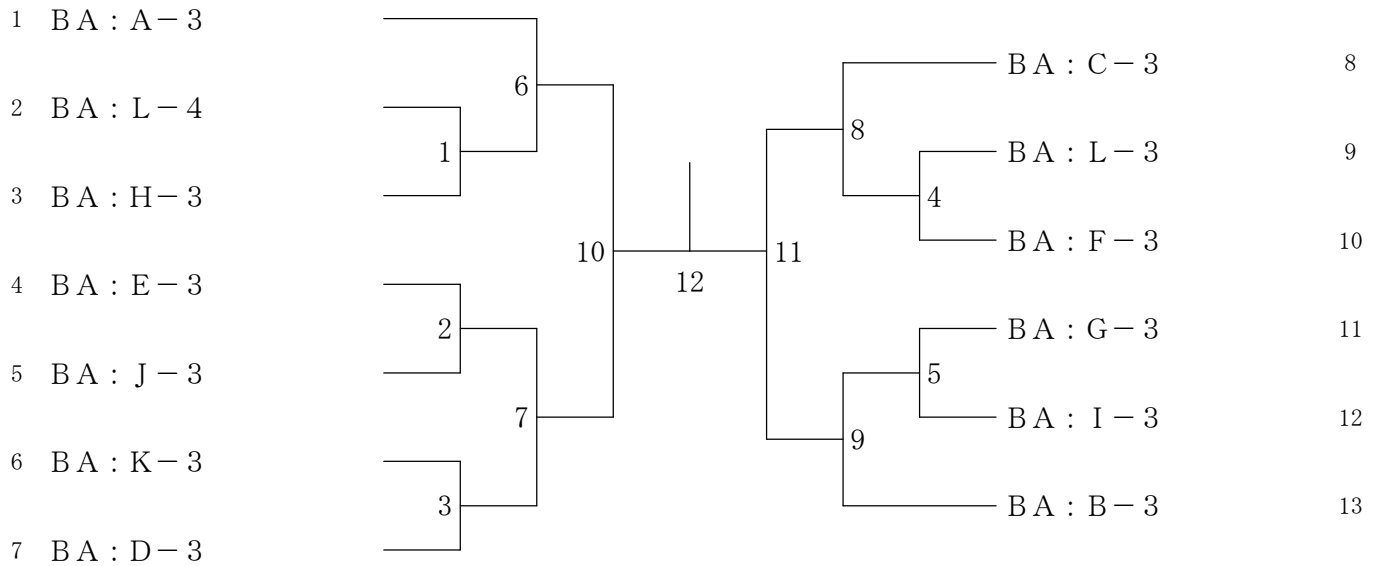 1 BA:A-3
2 BA:L-4
3 BA:H-3
4 BA:E-3
5 BA:J-3
6 BA:K-3
7 BA:D-3
6
1
2
7
3
10
12
11
8
4
5
9
BA:C-3 8
BA:L-3 9
BA:F-3 10
BA:G-3 11
BA:I-3 12
BA:B-3 13